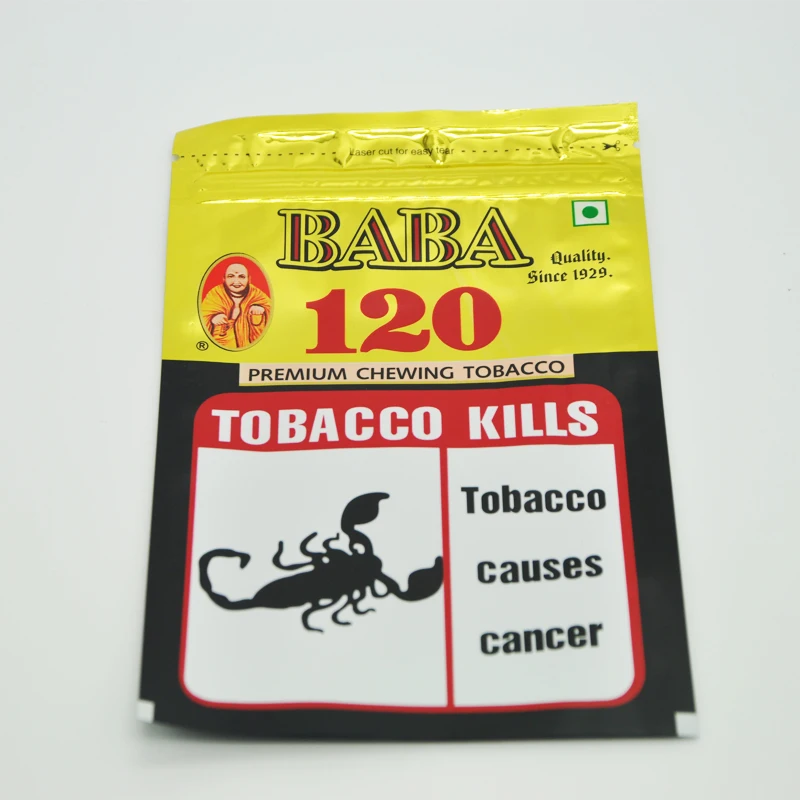 Laser cut for easy tear
BABA
Quality.
Since 1929.
120
®
PREMIUM CHEWING TOBACCO
TOBACCO KILLS
Tobacco
causes
cancer